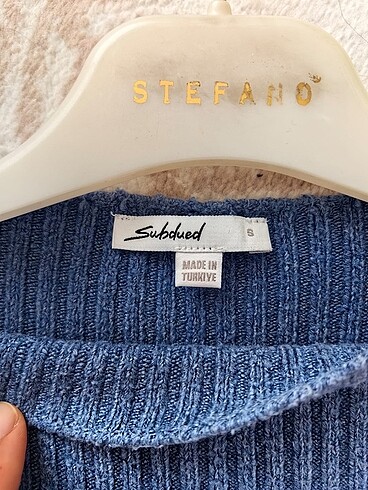 STEFANO
Subdued
S
MADE IN
TURKIYE